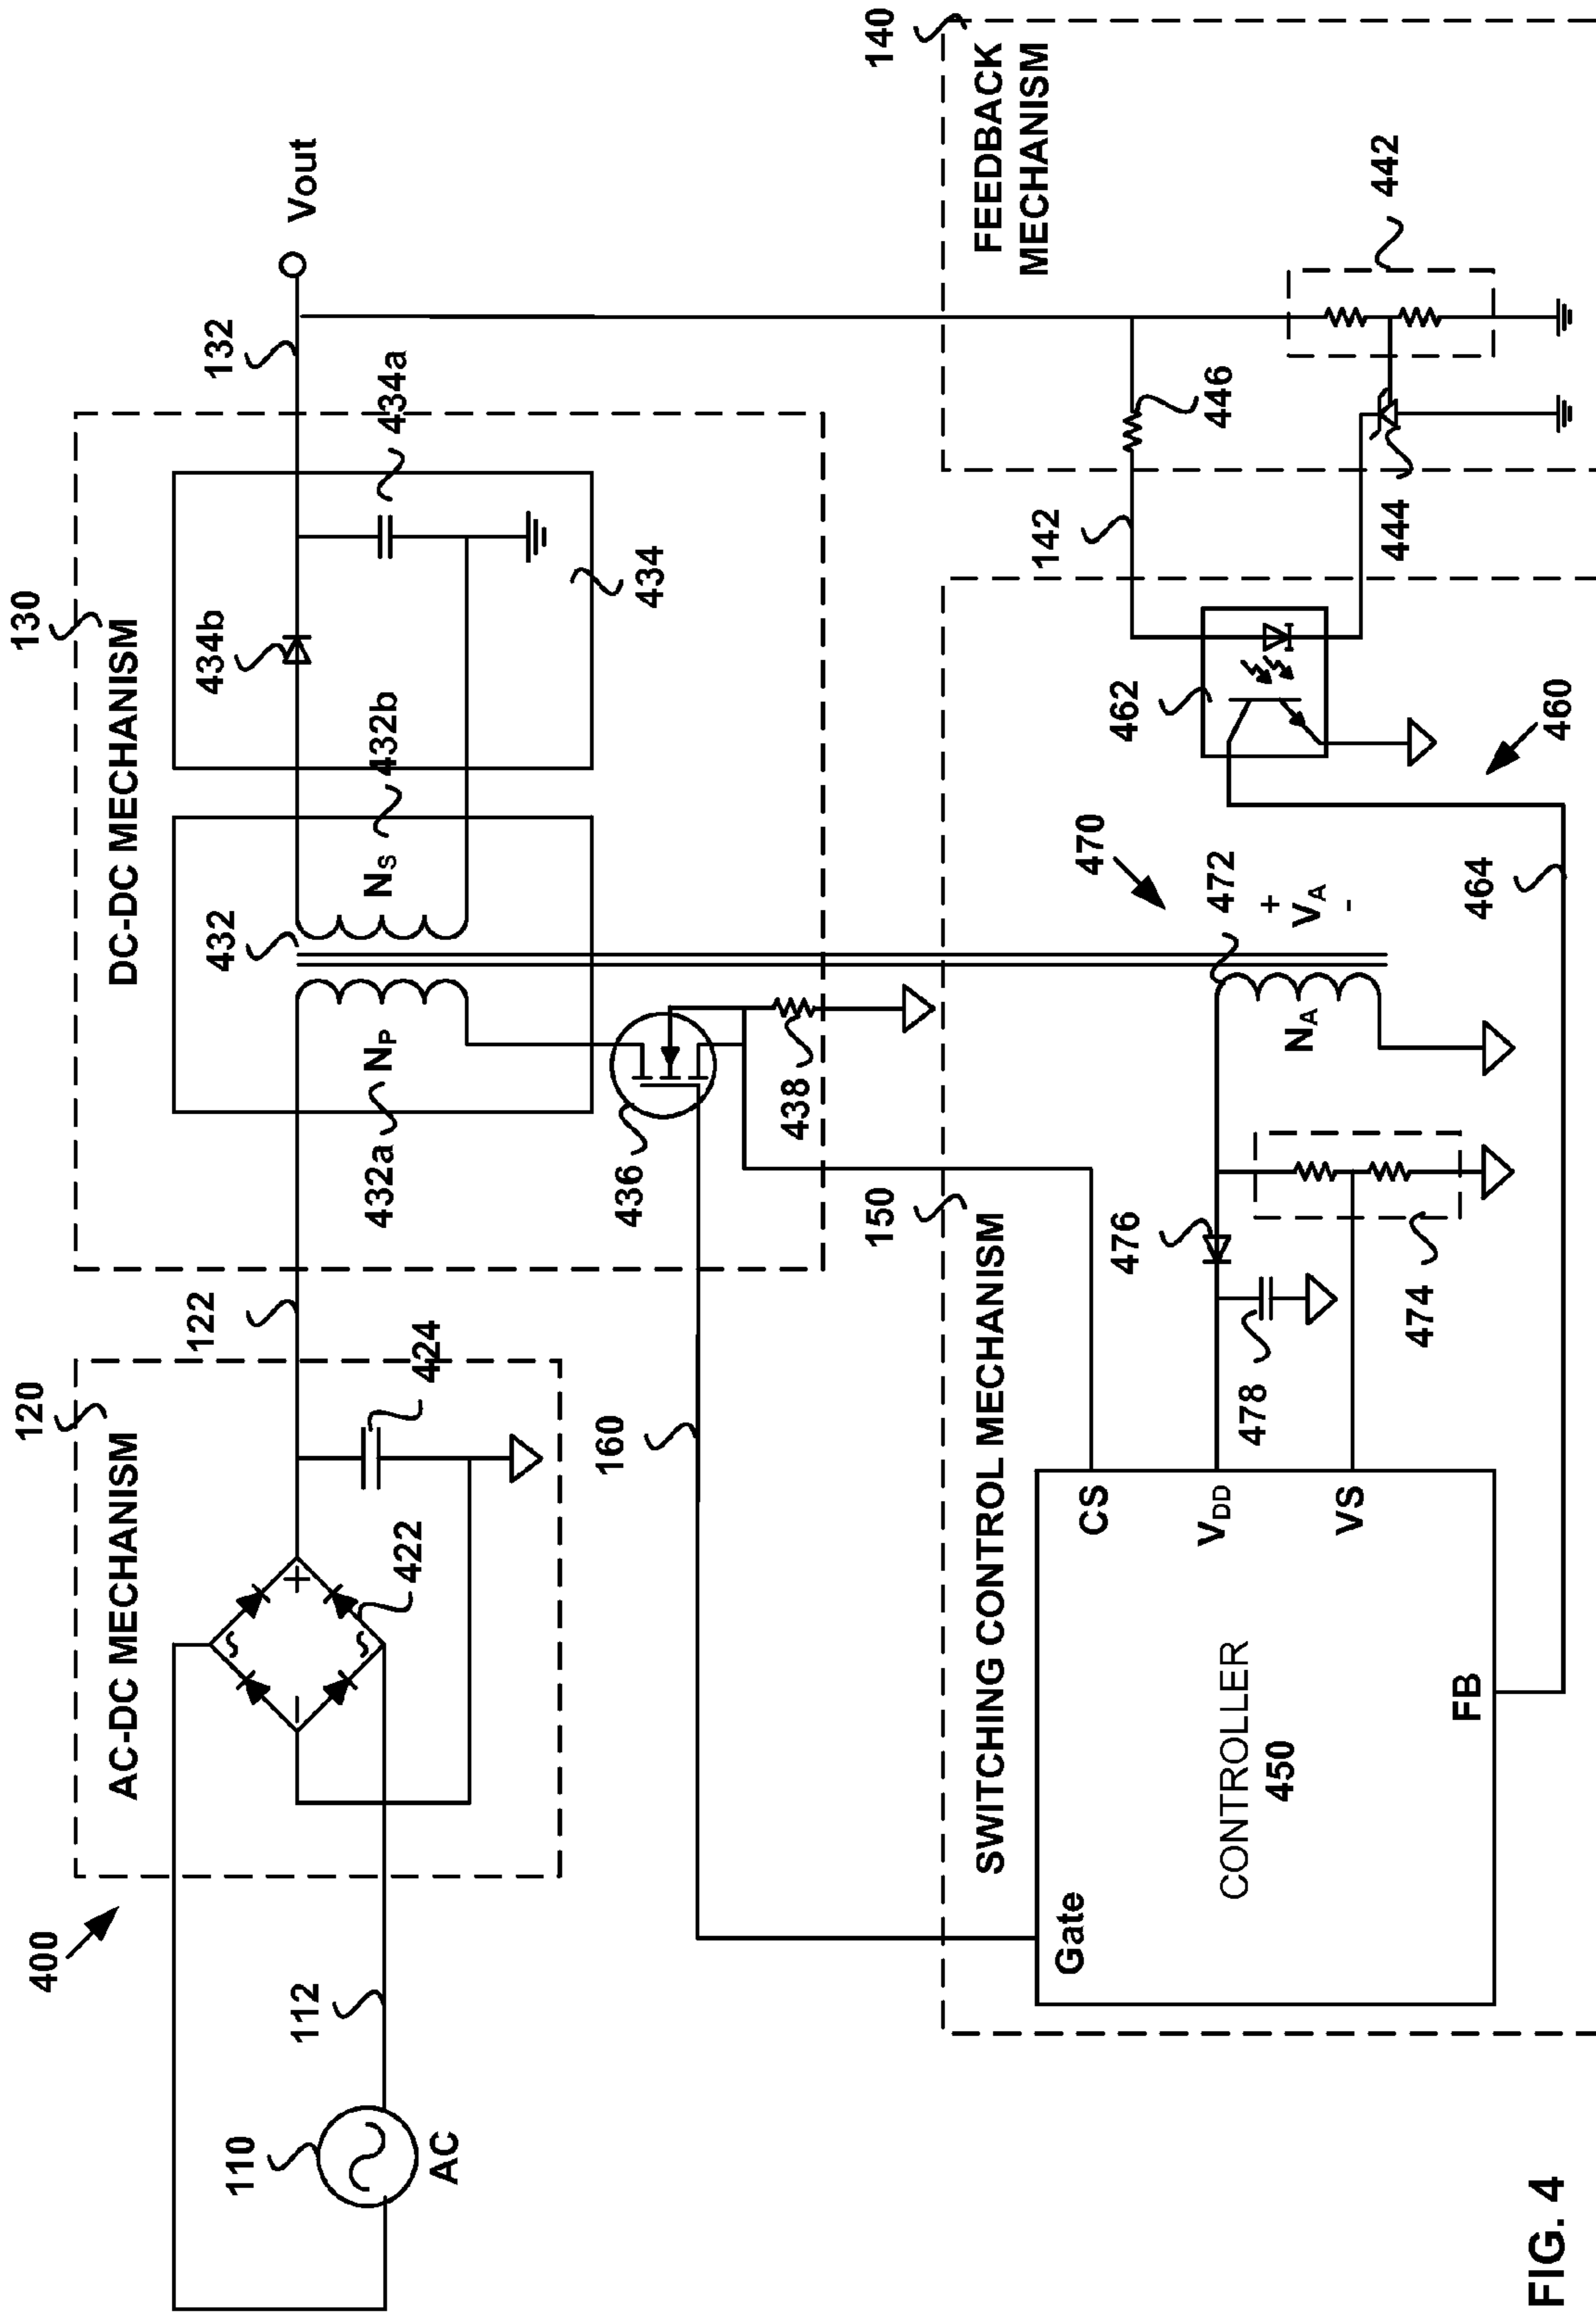 400
110
AC
112
120
AC-DC MECHANISM
422
424
122
130
DC-DC MECHANISM
432
432a
NP
NS
432b
434b
434a
434
436
438
132
Vout
160
150
SWITCHING CONTROL MECHANISM
Gate
CONTROLLER
450
CS
VDD
VS
FB
476
478
474
470
472
NA
+
VA
-
464
462
460
142
140
FEEDBACK
MECHANISM
446
444
442
FIG. 4